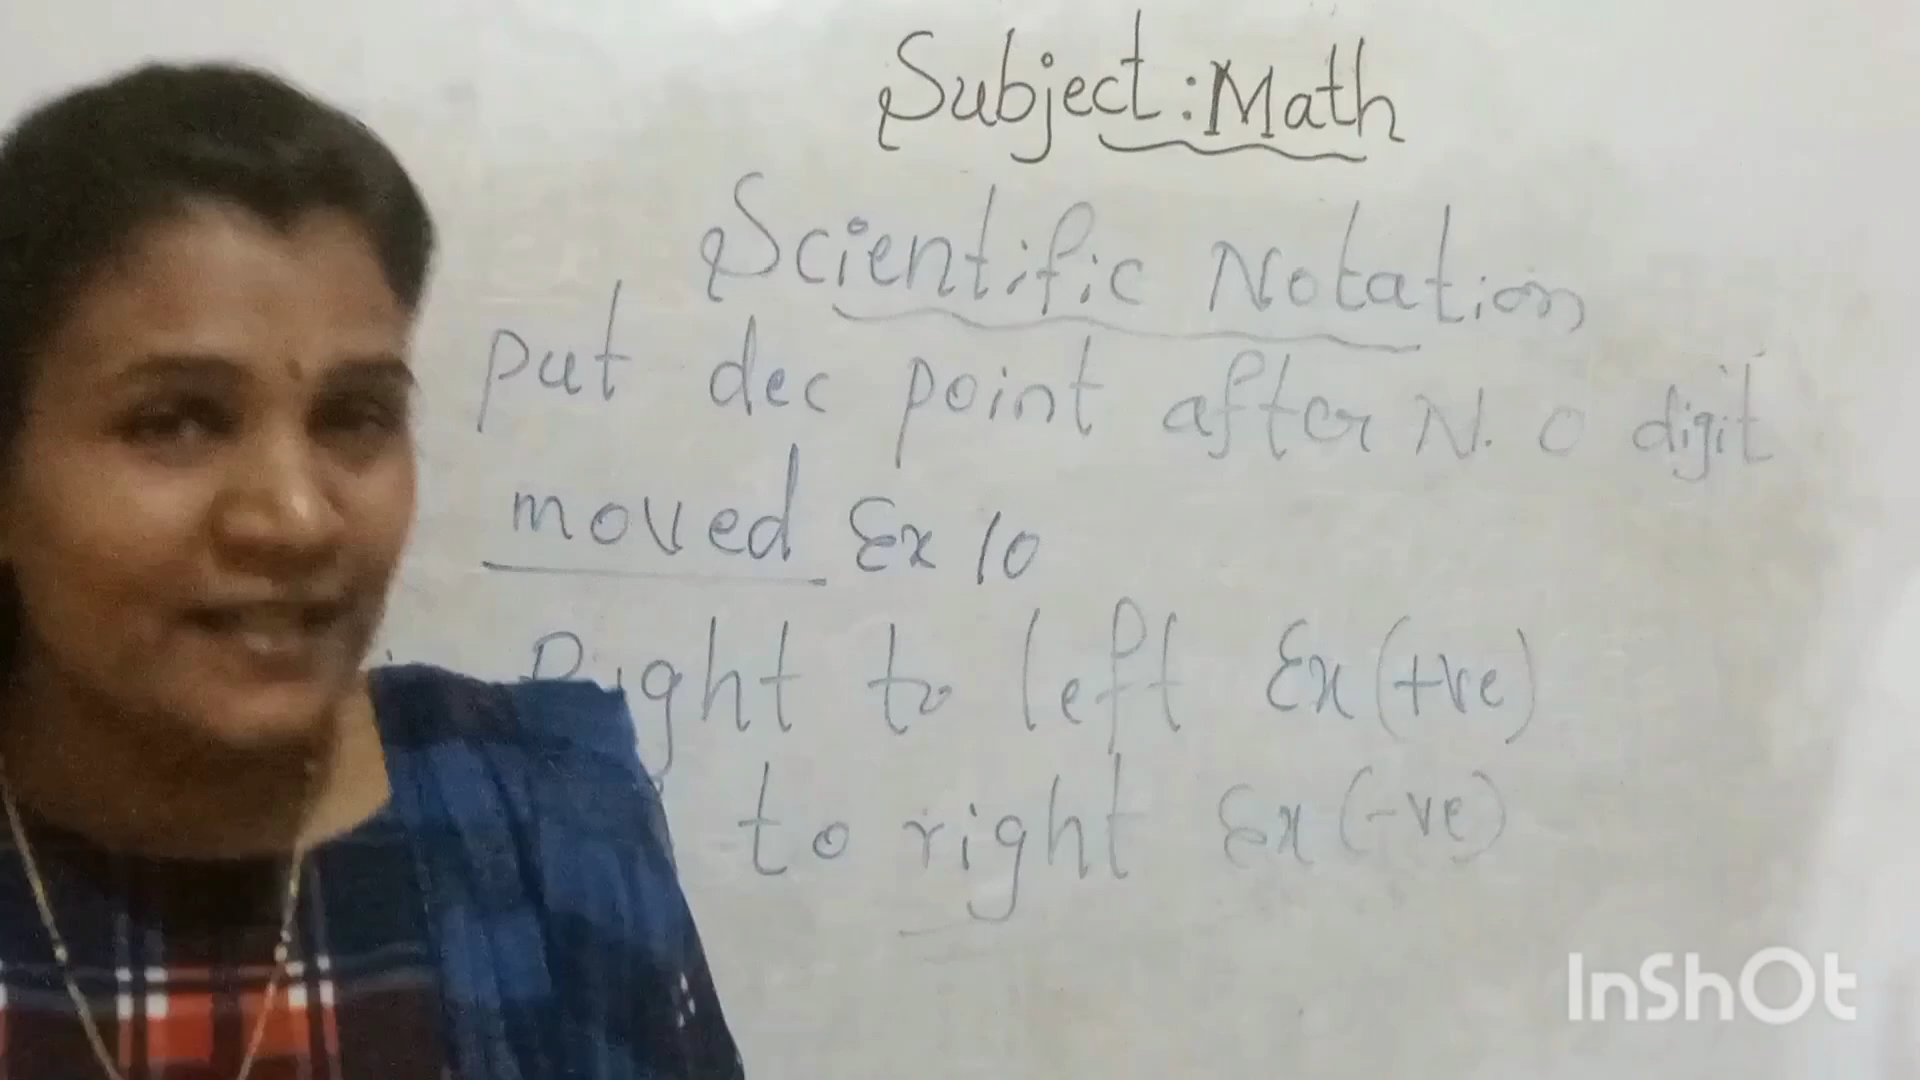 Subject : Math
Scientific Notation
put dec point after N. 0 digit
moved Ex 10
Right to left Ex (+ve)
to right Ex (-ve)
InShOt